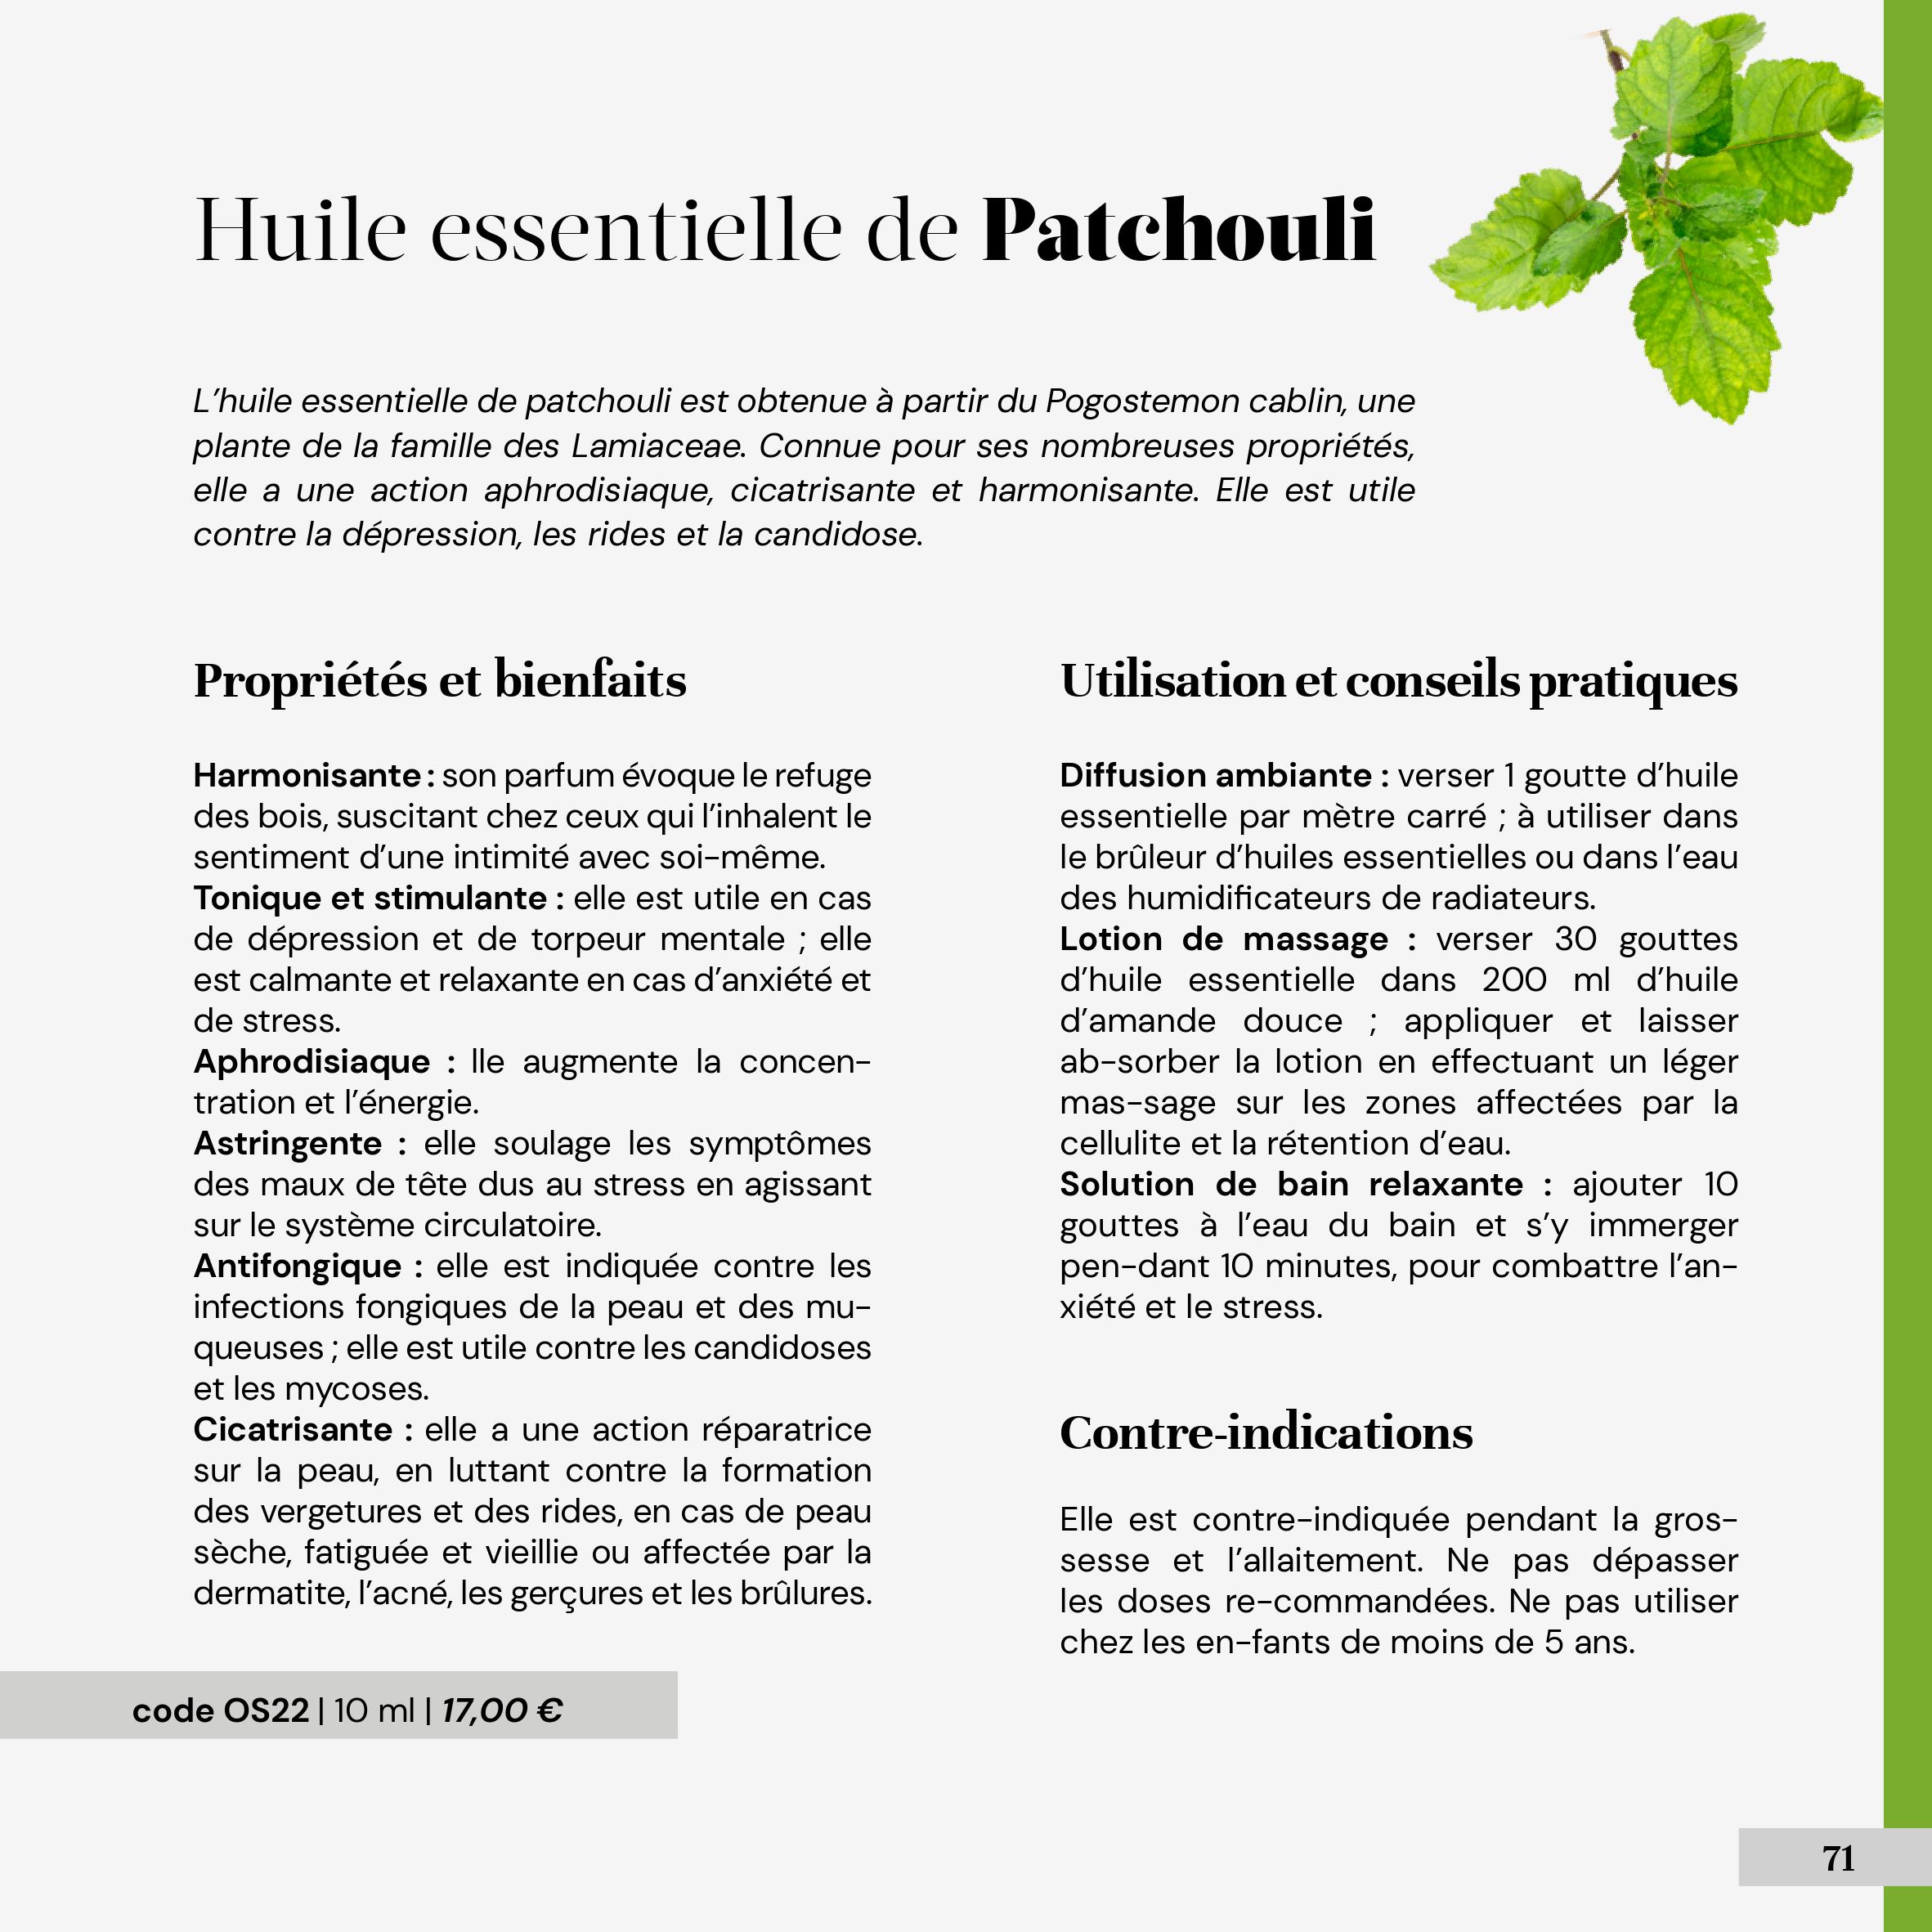 Huile essentielle de Patchouli
L’huile essentielle de patchouli est obtenue à partir du Pogostemon cablin, une
plante de la famille des Lamiaceae. Connue pour ses nombreuses propriétés,
elle a une action aphrodisiaque, cicatrisante et harmonisante. Elle est utile
contre la dépression, les rides et la candidose.
Propriétés et bienfaits
Harmonisante : son parfum évoque le refuge
des bois, suscitant chez ceux qui l’inhalent le
sentiment d’une intimité avec soi-même.
Tonique et stimulante : elle est utile en cas
de dépression et de torpeur mentale ; elle
est calmante et relaxante en cas d’anxiété et
de stress.
Aphrodisiaque : lle augmente la concen-
tration et l’énergie.
Astringente : elle soulage les symptômes
des maux de tête dus au stress en agissant
sur le système circulatoire.
Antifongique : elle est indiquée contre les
infections fongiques de la peau et des mu-
queuses ; elle est utile contre les candidoses
et les mycoses.
Cicatrisante : elle a une action réparatrice
sur la peau, en luttant contre la formation
des vergetures et des rides, en cas de peau
sèche, fatiguée et vieillie ou affectée par la
dermatite, l’acné, les gerçures et les brûlures.
Utilisation et conseils pratiques
Diffusion ambiante : verser 1 goutte d’huile
essentielle par mètre carré ; à utiliser dans
le brûleur d’huiles essentielles ou dans l’eau
des humidificateurs de radiateurs.
Lotion de massage : verser 30 gouttes
d’huile essentielle dans 200 ml d’huile
d’amande douce ; appliquer et laisser
ab-sorber la lotion en effectuant un léger
mas-sage sur les zones affectées par la
cellulite et la rétention d’eau.
Solution de bain relaxante : ajouter 10
gouttes à l’eau du bain et s’y immerger
pen-dant 10 minutes, pour combattre l’an-
xiété et le stress.
Contre-indications
Elle est contre-indiquée pendant la gros-
sesse et l’allaitement. Ne pas dépasser
les doses re-commandées. Ne pas utiliser
chez les en-fants de moins de 5 ans.
code OS22 | 10 ml | 17,00 €
71